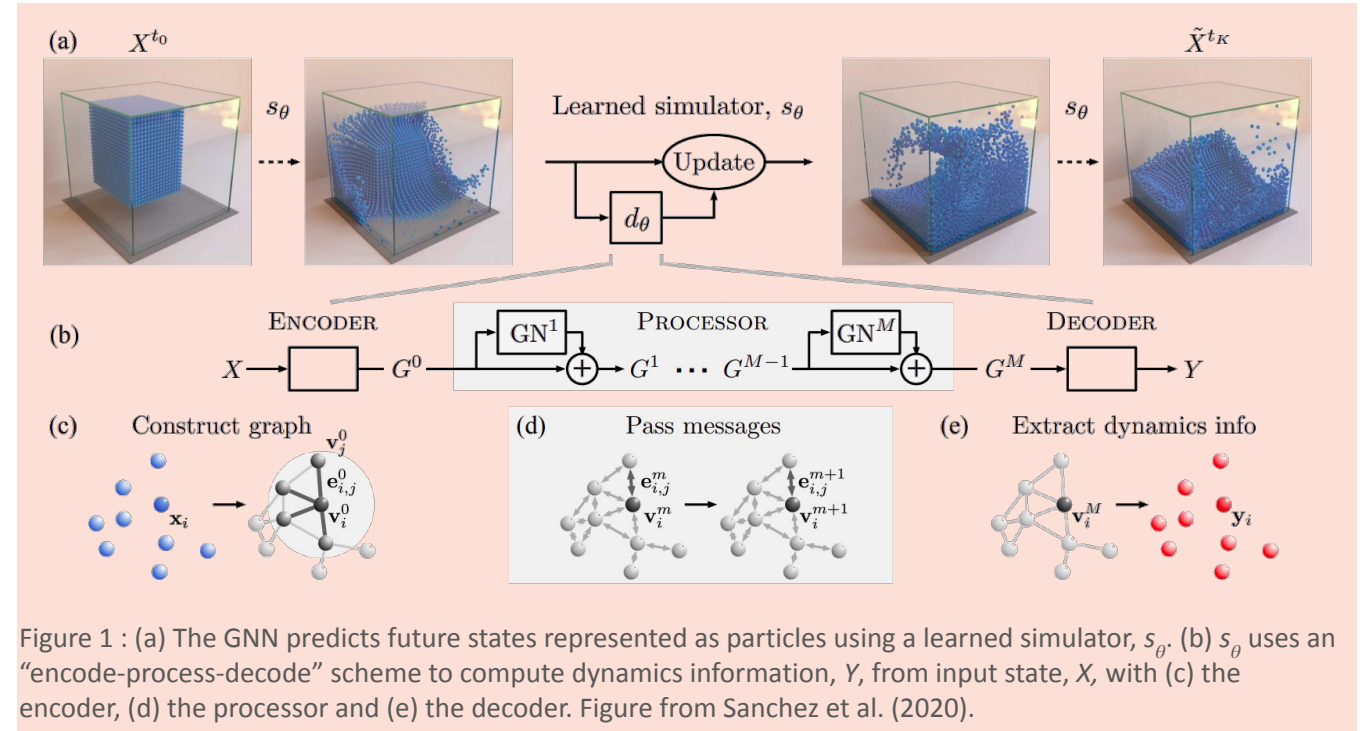 (a) X^{t_0} X̃^{t_K}
s_θ Learned simulator, s_θ s_θ
Update
d_θ
(b) ENCODER PROCESSOR DECODER
GN^1 GN^M
X G^0 + G^1 ··· G^{M−1} + G^M Y
(c) Construct graph (d) Pass messages (e) Extract dynamics info
v_j^0
e_{i,j}^0 e_{i,j}^m e_{i,j}^{m+1}
x_i v_i^0 v_i^m v_i^{m+1} v_i^M y_i
Figure 1 : (a) The GNN predicts future states represented as particles using a learned simulator, s_θ. (b) s_θ uses an
“encode-process-decode” scheme to compute dynamics information, Y, from input state, X, with (c) the
encoder, (d) the processor and (e) the decoder. Figure from Sanchez et al. (2020).